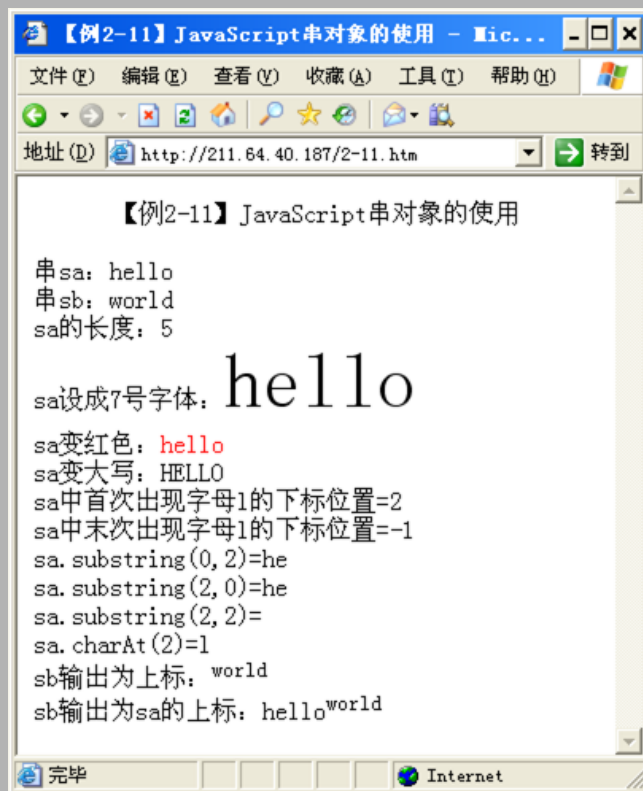 【例2-11】JavaScript串对象的使用 - Mic...
文件(F) 编辑(E) 查看(V) 收藏(A) 工具(T) 帮助(H)
地址(D) http://211.64.40.187/2-11.htm 转到
【例2-11】JavaScript串对象的使用
串sa：hello
串sb：world
sa的长度：5
sa设成7号字体：hello
sa变红色：hello
sa变大写：HELLO
sa中首次出现字母l的下标位置=2
sa中末次出现字母l的下标位置=-1
sa.substring(0,2)=he
sa.substring(2,0)=he
sa.substring(2,2)=
sa.charAt(2)=l
sb输出为上标：world
sb输出为sa的上标：helloworld
完毕 Internet